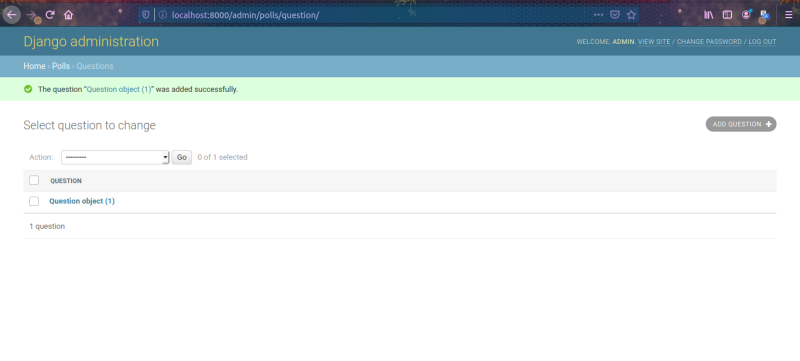 localhost:8000/admin/polls/question/
Django administration
WELCOME, ADMIN. VIEW SITE / CHANGE PASSWORD / LOG OUT
Home › Polls › Questions
The question “Question object (1)” was added successfully.
Select question to change
ADD QUESTION +
Action: ---------
Go
0 of 1 selected
QUESTION
Question object (1)
1 question